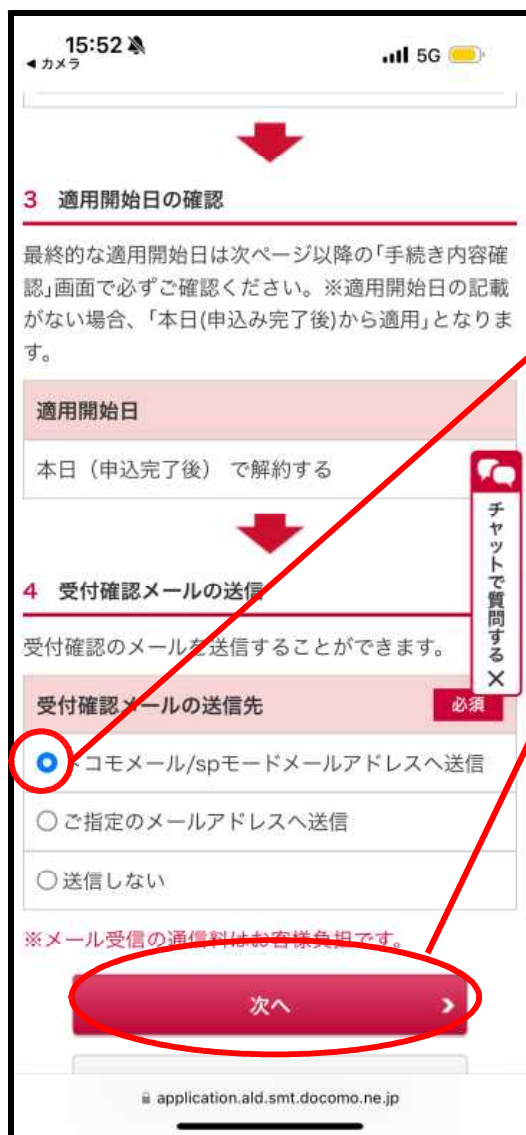 15:52
◀ カメラ
5G
3 適用開始日の確認
最終的な適用開始日は次ページ以降の「手続き内容確
認」画面で必ずご確認ください。※適用開始日の記載
がない場合、「本日(申込み完了後)から適用」となりま
す。
適用開始日
本日（申込完了後） で解約する
チャットで質問する ×
4 受付確認メールの送信
受付確認のメールを送信することができます。
受付確認メールの送信先
必須
ドコモメール/spモードメールアドレスへ送信
ご指定のメールアドレスへ送信
送信しない
※メール受信の通信料はお客様負担です。
次へ
application.ald.smt.docomo.ne.jp